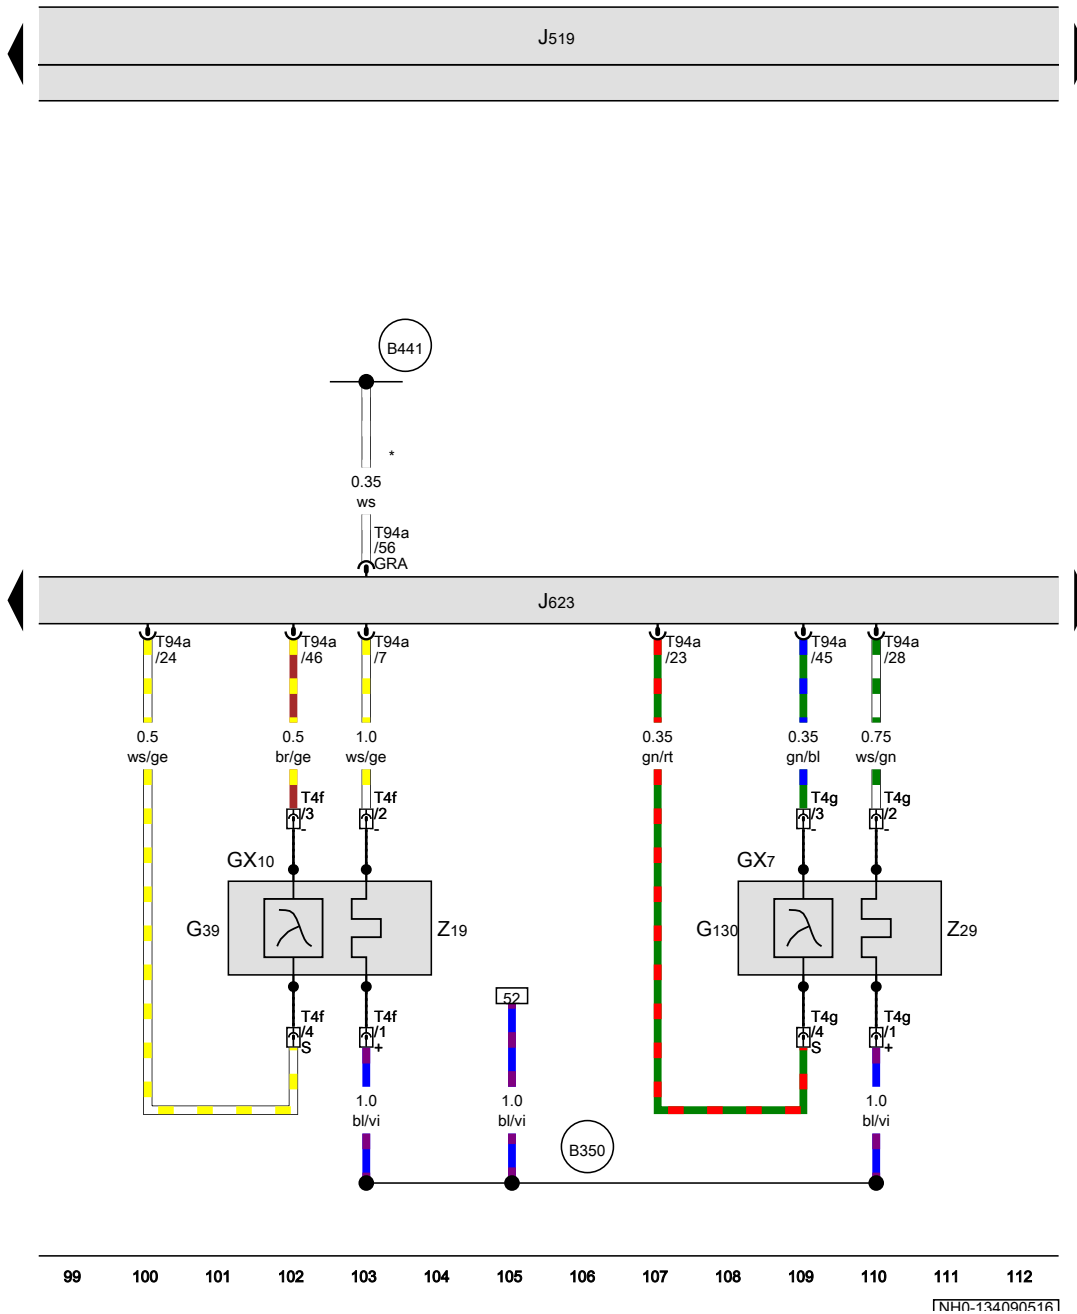 J519
B441
*
0.35
ws
T94a
/56
GRA
J623
T94a
/24
T94a
/46
T94a
/7
T94a
/23
T94a
/45
T94a
/28
0.5
ws/ge
0.5
br/ge
1.0
ws/ge
0.35
gn/rt
0.35
gn/bl
0.75
ws/gn
T4f
/3
-
T4f
/2
-
T4g
/3
-
T4g
/2
-
GX10
GX7
G39
Z19
G130
Z29
52
T4f
/4
S
T4f
/1
+
T4g
/4
S
T4g
/1
+
1.0
bl/vi
1.0
bl/vi
1.0
bl/vi
B350
99 100 101 102 103 104 105 106 107 108 109 110 111 112
NH0-134090516